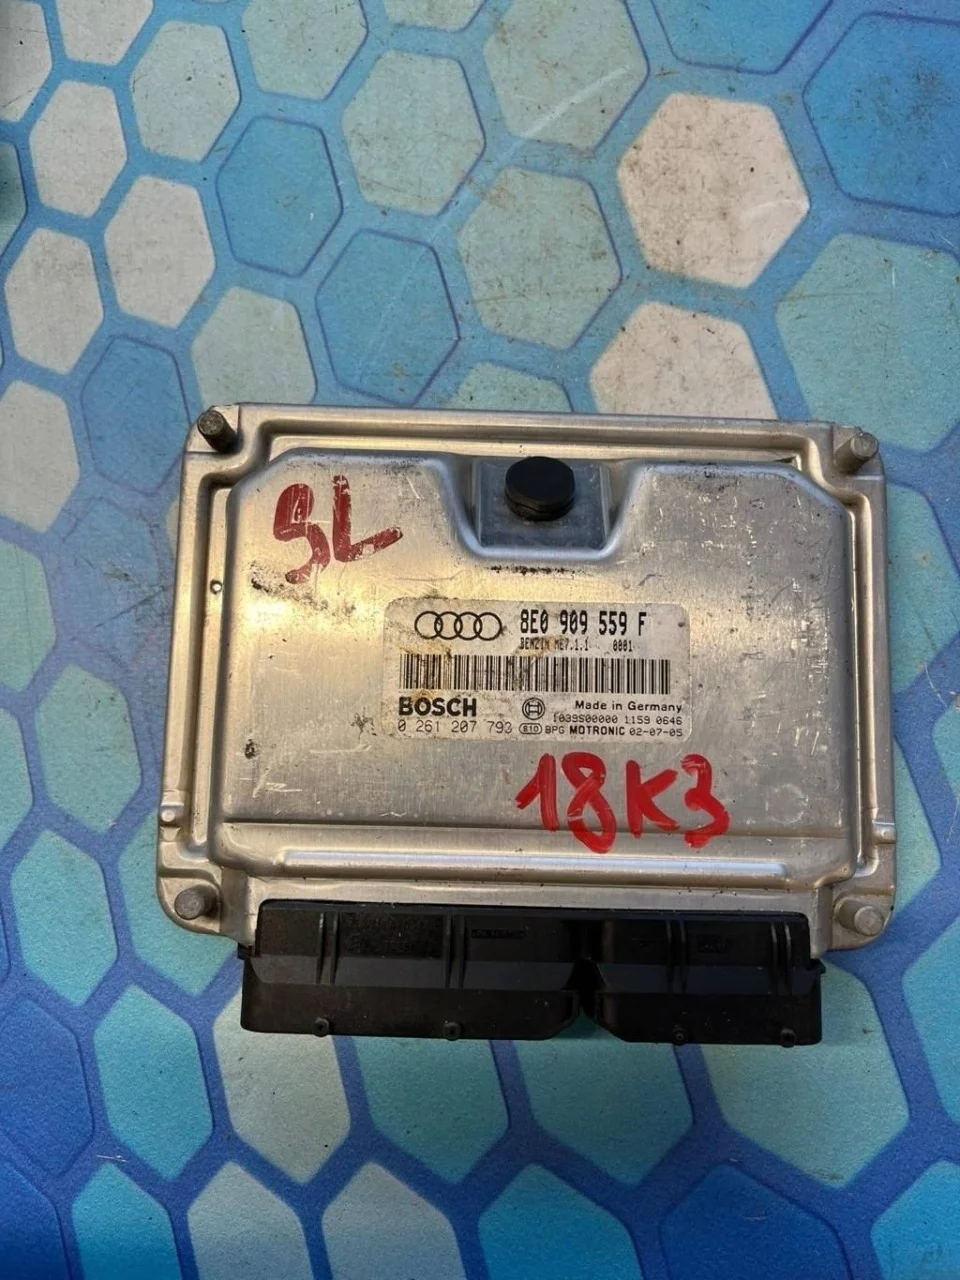 SL
8E0 909 559 F
BENZIN ME7.1.1 0001
BOSCH
Made in Germany
1039S00000 1159 0646
0 261 207 793 E10 BPG MOTRONIC 02-07-05
18K3